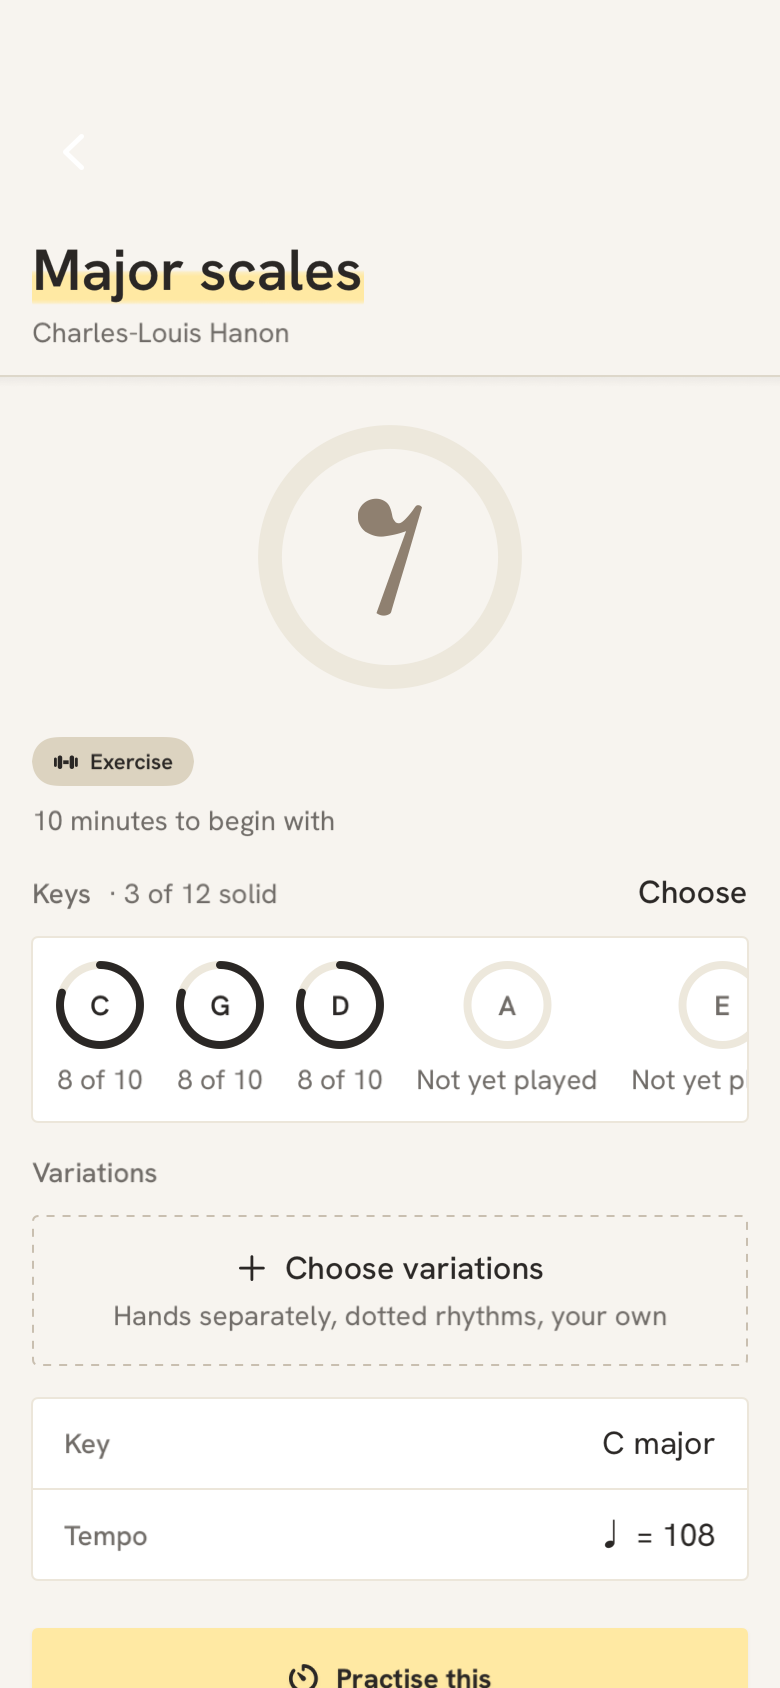 Major scales
Charles-Louis Hanon
Exercise
10 minutes to begin with
Keys · 3 of 12 solid
Choose
C G D A E
8 of 10 8 of 10 8 of 10 Not yet played Not yet p
Variations
+ Choose variations
Hands separately, dotted rhythms, your own
Key C major
Tempo ♩ = 108
Practise this